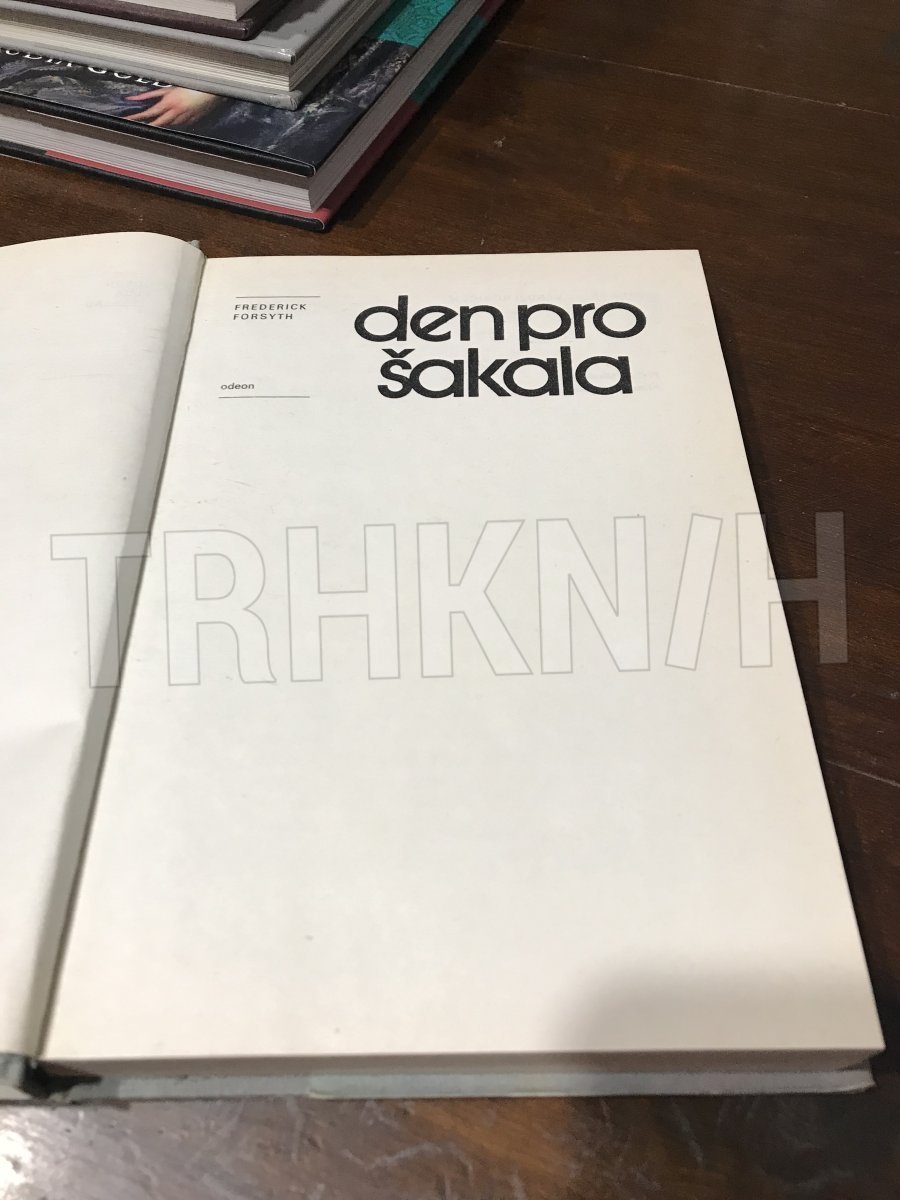 FREDERICK
FORSYTH
den pro
šakala
odeon
TRHKNIH